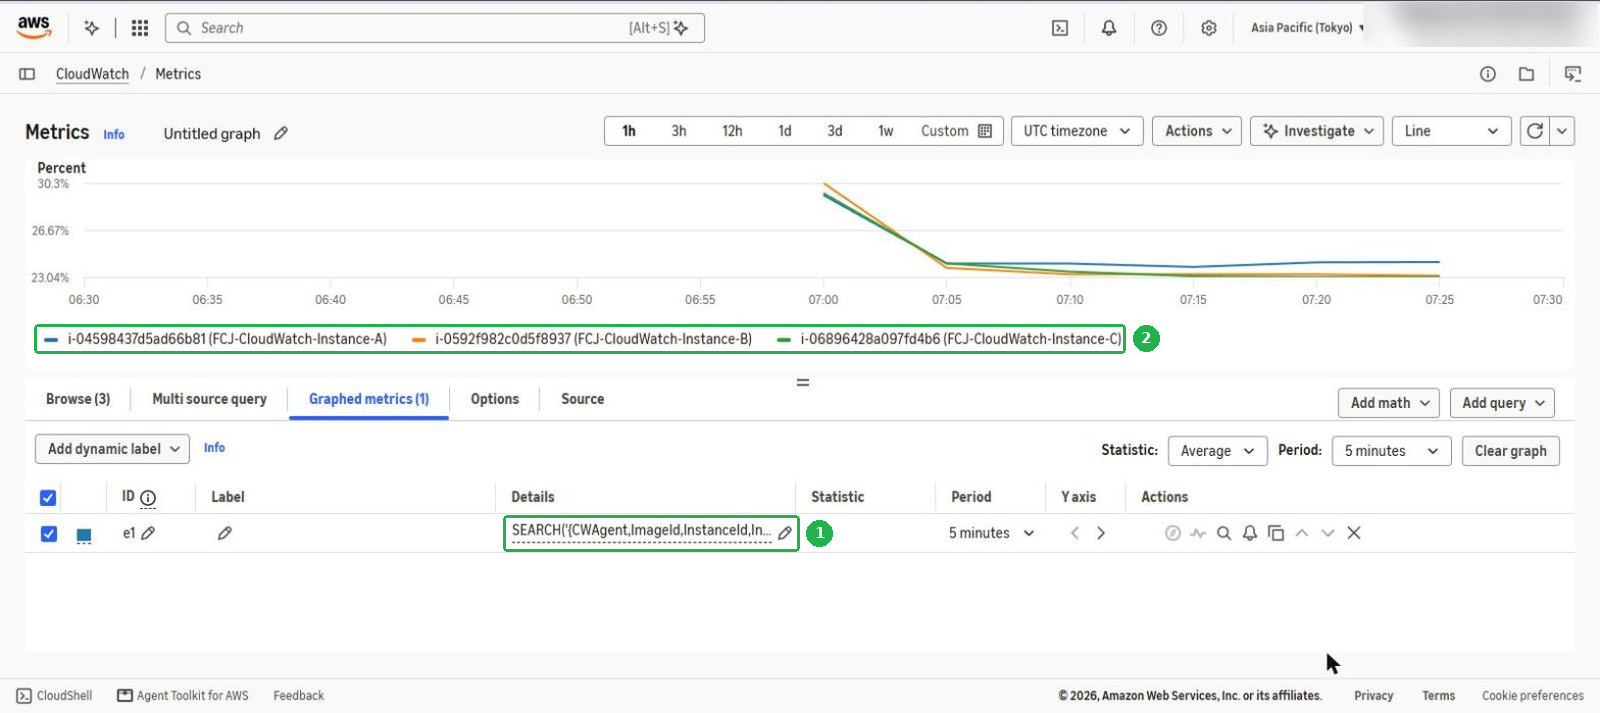 aws Search [Alt+S] Asia Pacific (Tokyo)
CloudWatch / Metrics
Metrics Info Untitled graph 1h 3h 12h 1d 3d 1w Custom UTC timezone Actions Investigate Line
Percent
30.3%
26.67%
23.04%
06:30 06:35 06:40 06:45 06:50 06:55 07:00 07:05 07:10 07:15 07:20 07:25 07:30
i-04598437d5ad66b81 (FCJ-CloudWatch-Instance-A) i-0592f982c0d5f8937 (FCJ-CloudWatch-Instance-B) i-06896428a097fd4b6 (FCJ-CloudWatch-Instance-C) 2
Browse (3) Multi source query Graphed metrics (1) Options Source Add math Add query
Add dynamic label Info Statistic: Average Period: 5 minutes Clear graph
ID Label Details Statistic Period Y axis Actions
e1 SEARCH('{CWAgent,ImageId,InstanceId,In... 1 5 minutes
CloudShell Agent Toolkit for AWS Feedback © 2026, Amazon Web Services, Inc. or its affiliates. Privacy Terms Cookie preferences